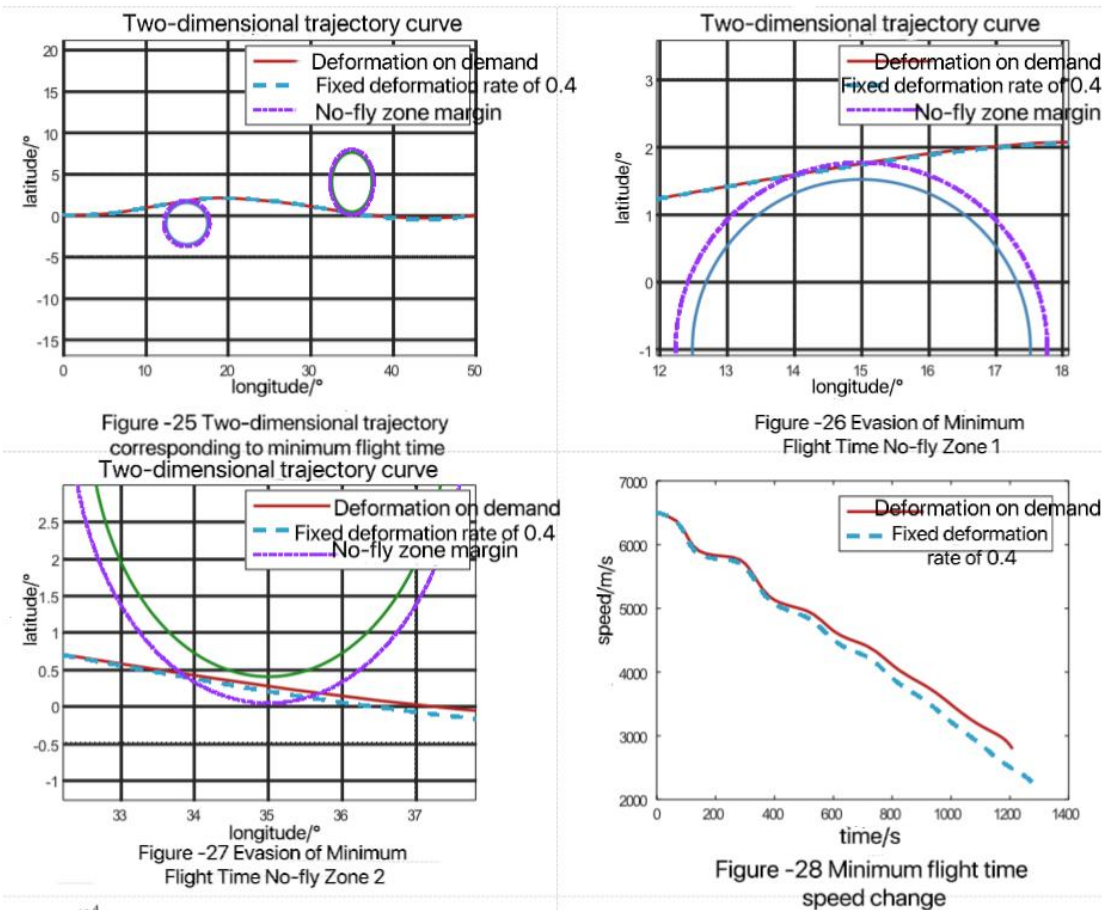 Two-dimensional trajectory curve
Deformation on demand
Fixed deformation rate of 0.4
No-fly zone margin
latitude/°
20
15
10
5
0
-5
-10
-15
0 10 20 30 40 50
longitude/°
Figure -25 Two-dimensional trajectory
corresponding to minimum flight time
Two-dimensional trajectory curve
Deformation on demand
Fixed deformation rate of 0.4
No-fly zone margin
latitude/°
3
2
1
0
-1
12 13 14 15 16 17 18
longitude/°
Figure -26 Evasion of Minimum
Flight Time No-fly Zone 1
Two-dimensional trajectory curve
Deformation on demand
Fixed deformation rate of 0.4
No-fly zone margin
latitude/°
2.5
2
1.5
1
0.5
0
-0.5
-1
33 34 35 36 37
longitude/°
Figure -27 Evasion of Minimum
Flight Time No-fly Zone 2
Deformation on demand
Fixed deformation
rate of 0.4
speed/m/s
7000
6000
5000
4000
3000
2000
0 200 400 600 800 1000 1200 1400
time/s
Figure -28 Minimum flight time
speed change